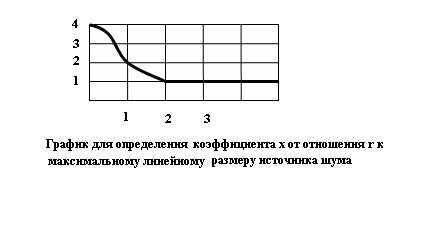 4
3
2
1
1 2 3
График для определения коэффициента x от отношения r к
максимальному линейному размеру источника шума